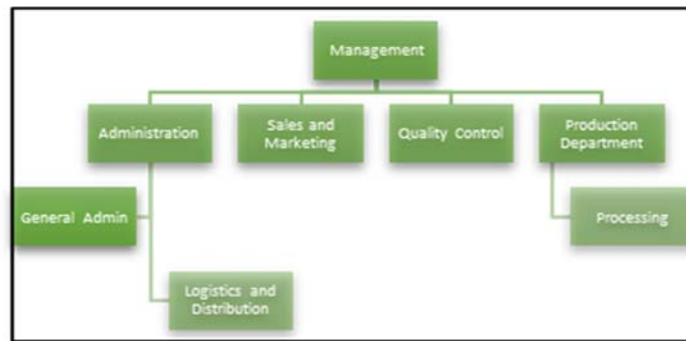 Management
Administration
Sales and
Marketing
Quality Control
Production
Department
General Admin
Processing
Logistics and
Distribution